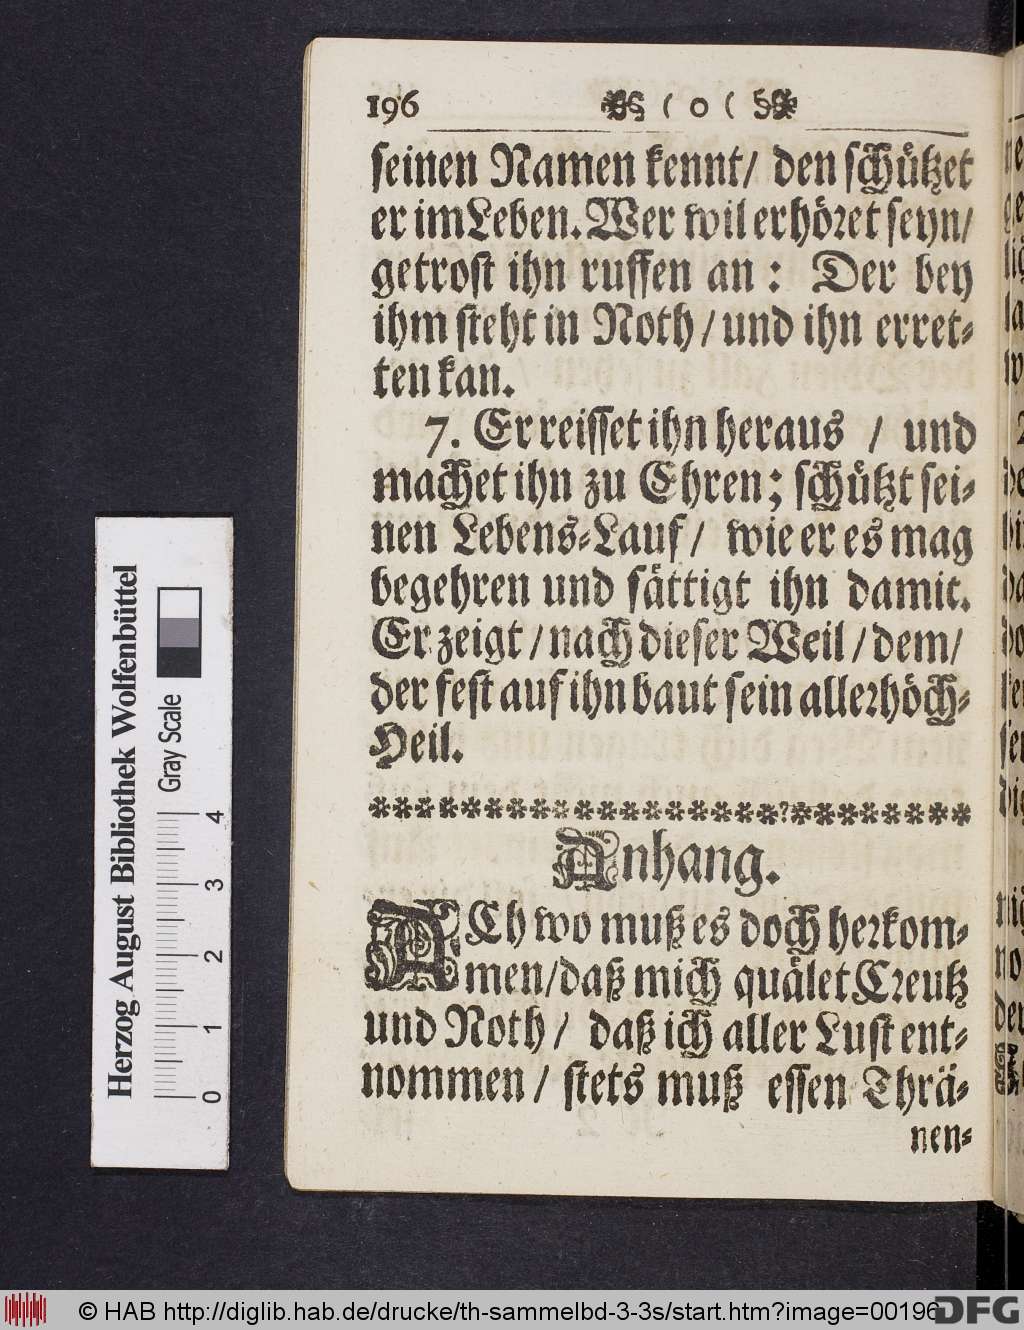 196 ( o (
seinen Namen kennt/ den schützet
er im Leben. Wer wil erhöret seyn/
getrost ihn ruffen an: Der bey
ihm steht in Noth / und ihn erret-
ten kan.
7. Er reisset ihn heraus / und
machet ihn zu Ehren; schützt sei-
nen Lebens-Lauf / wie er es mag
begehren und sättigt ihn damit.
Er zeigt / nach dieser Weil / dem/
der fest auf ihn baut sein allerhöch-
Heil.
Anhang.
ACh wo muß es doch herkom-
men/daß mich quälet Creutz
und Noth / daß ich aller Lust ent-
nommen / stets muß essen Thrä-
nen-
Herzog August Bibliothek Wolfenbüttel
Gray Scale
0 1 2 3 4
© HAB http://diglib.hab.de/drucke/th-sammelbd-3-3s/start.htm?image=00196
DFG